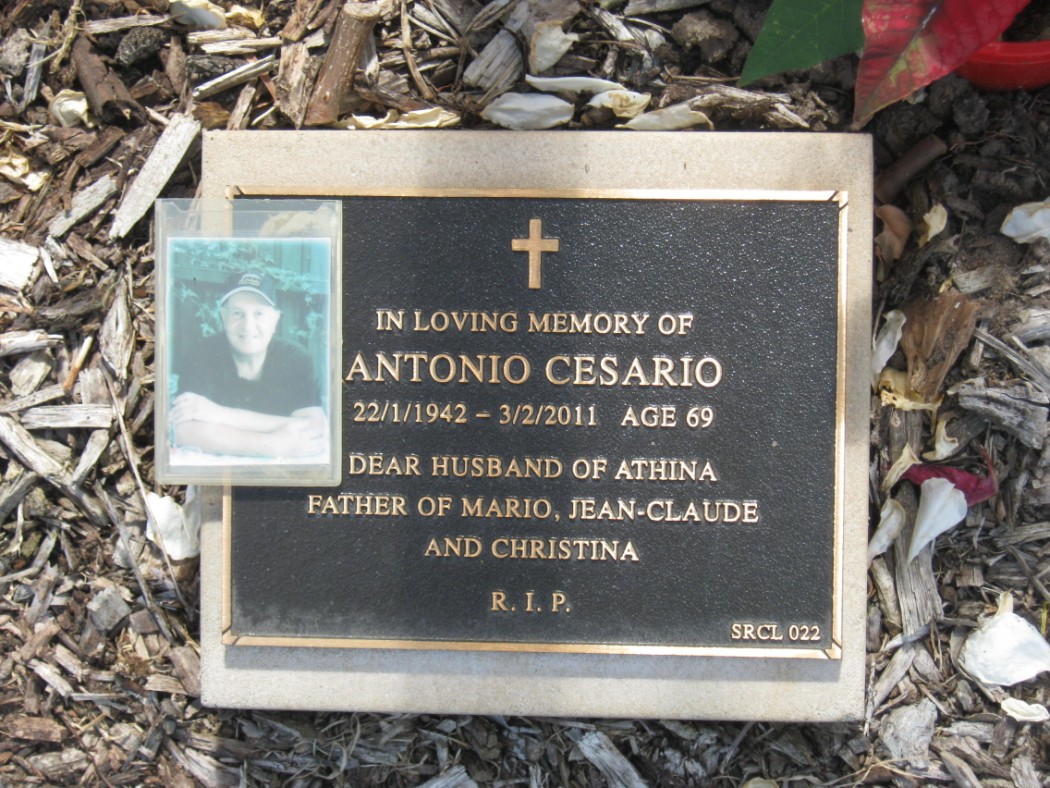 IN LOVING MEMORY OF
ANTONIO CESARIO
22/1/1942 – 3/2/2011 AGE 69
DEAR HUSBAND OF ATHINA
FATHER OF MARIO, JEAN-CLAUDE
AND CHRISTINA
R. I. P.
SRCL 022